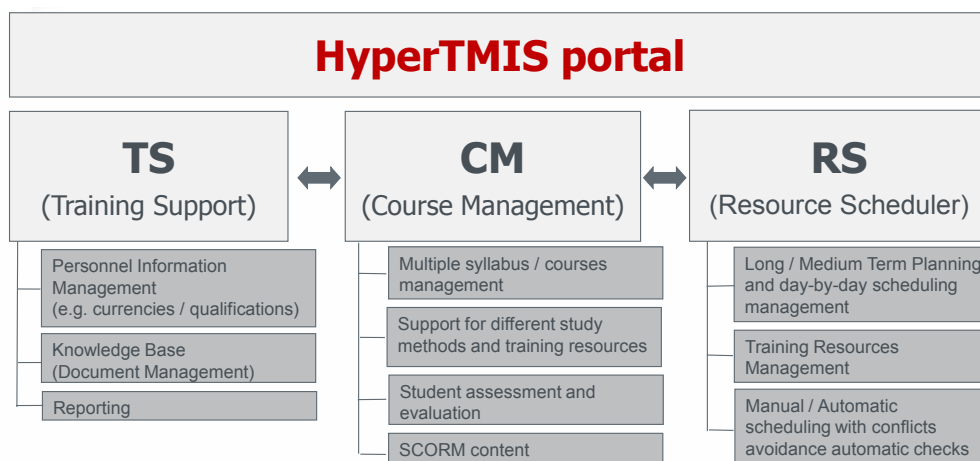 HyperTMIS portal
TS
(Training Support)
Personnel Information
Management
(e.g. currencies / qualifications)
Knowledge Base
(Document Management)
Reporting
CM
(Course Management)
Multiple syllabus / courses
management
Support for different study
methods and training resources
Student assessment and
evaluation
SCORM content
RS
(Resource Scheduler)
Long / Medium Term Planning
and day-by-day scheduling
management
Training Resources
Management
Manual / Automatic
scheduling with conflicts
avoidance automatic checks